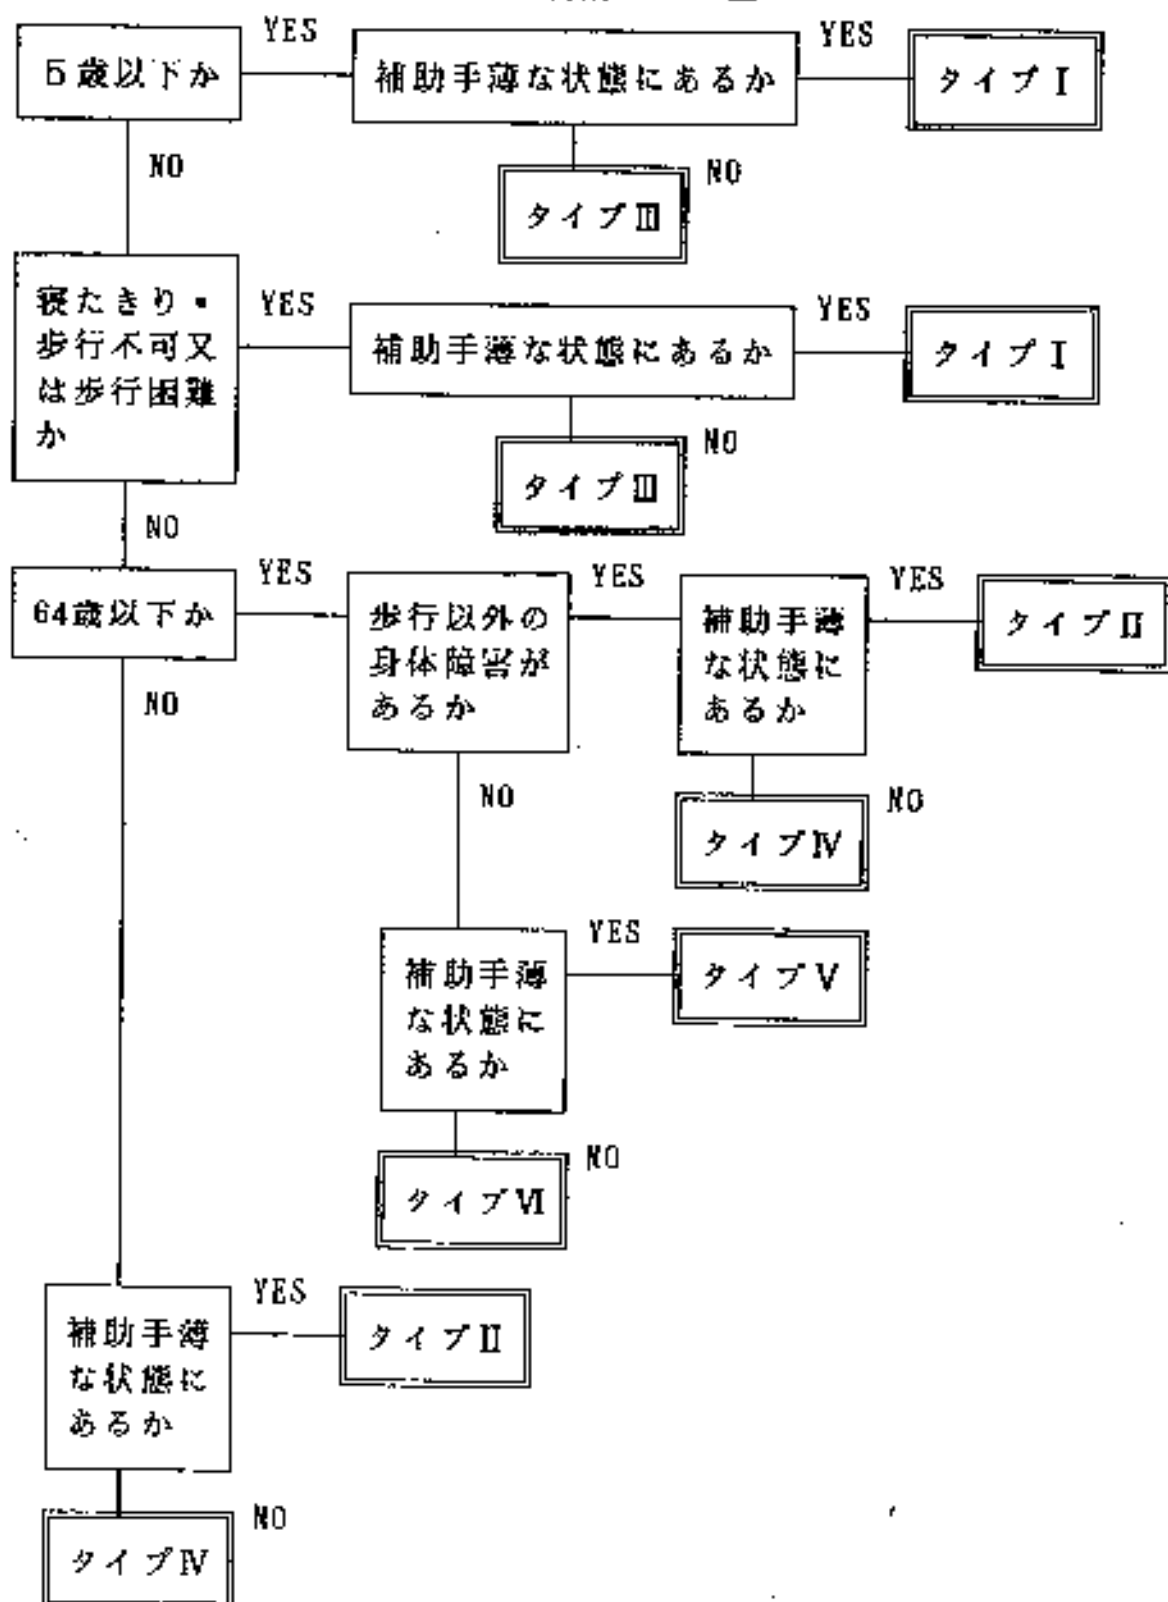 YES
YES
5歳以下か
補助手薄な状態にあるか
タイプⅠ
NO
NO
タイプⅢ
寝たきり・
歩行不可又
は歩行困難
か
YES
補助手薄な状態にあるか
YES
タイプⅠ
NO
タイプⅢ
NO
64歳以下か
YES
歩行以外の
身体障害が
あるか
YES
補助手薄
な状態に
あるか
YES
タイプⅡ
NO
NO
NO
タイプⅣ
補助手薄
な状態に
あるか
YES
タイプⅤ
NO
タイプⅥ
補助手薄
な状態に
あるか
YES
タイプⅡ
NO
タイプⅣ